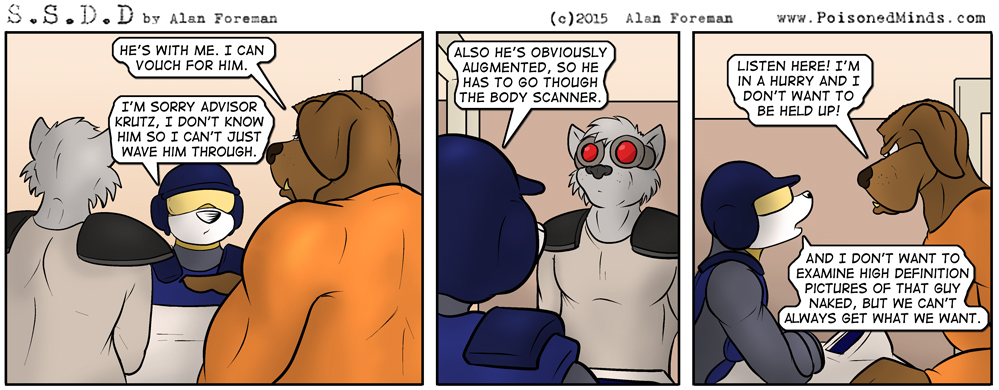 S.S.D.D by Alan Foreman
(c)2015 Alan Foreman
www.PoisonedMinds.com
HE'S WITH ME. I CAN
VOUCH FOR HIM.
I'M SORRY ADVISOR
KRUTZ, I DON'T KNOW
HIM SO I CAN'T JUST
WAVE HIM THROUGH.
ALSO HE'S OBVIOUSLY
AUGMENTED, SO HE
HAS TO GO THOUGH
THE BODY SCANNER.
LISTEN HERE! I'M
IN A HURRY AND I
DON'T WANT TO
BE HELD UP!
AND I DON'T WANT TO
EXAMINE HIGH DEFINITION
PICTURES OF THAT GUY
NAKED, BUT WE CAN'T
ALWAYS GET WHAT WE WANT.